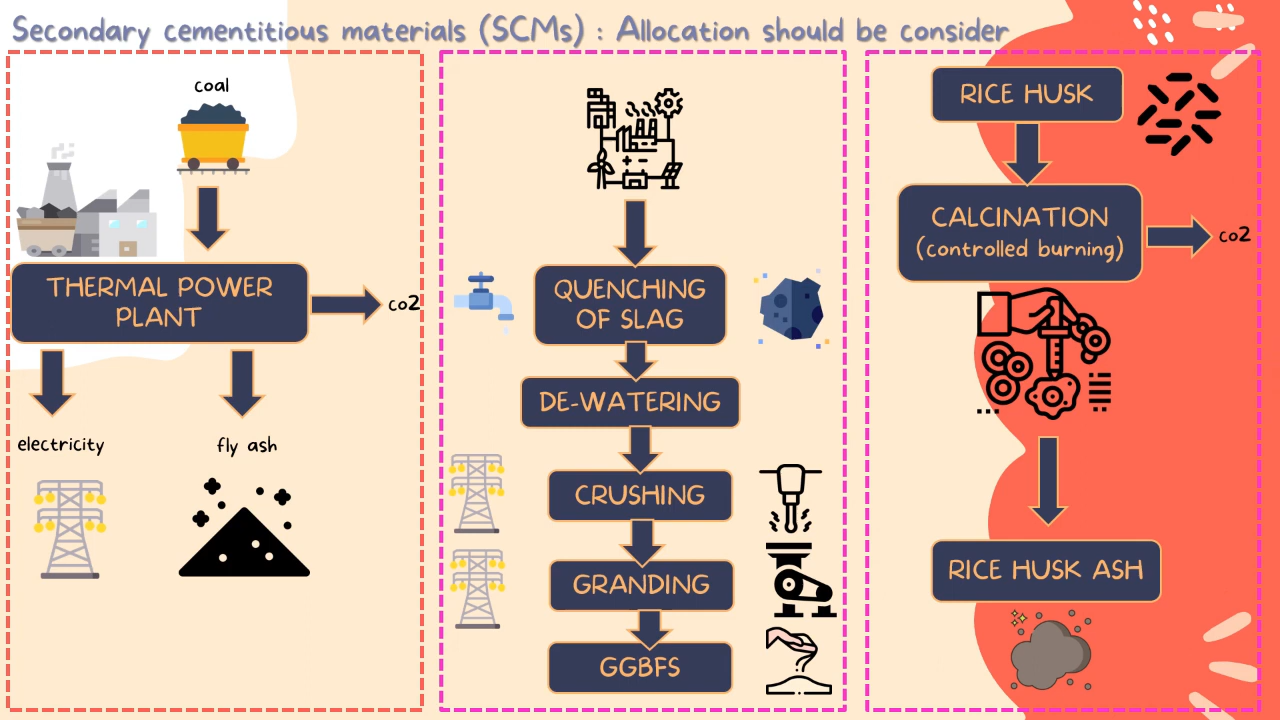 Secondary cementitious materials (SCMs) : Allocation should be consider
coal
THERMAL POWER
PLANT
co2
electricity
fly ash
QUENCHING
OF SLAG
DE-WATERING
CRUSHING
GRANDING
GGBFS
RICE HUSK
CALCINATION
(controlled burning)
co2
RICE HUSK ASH